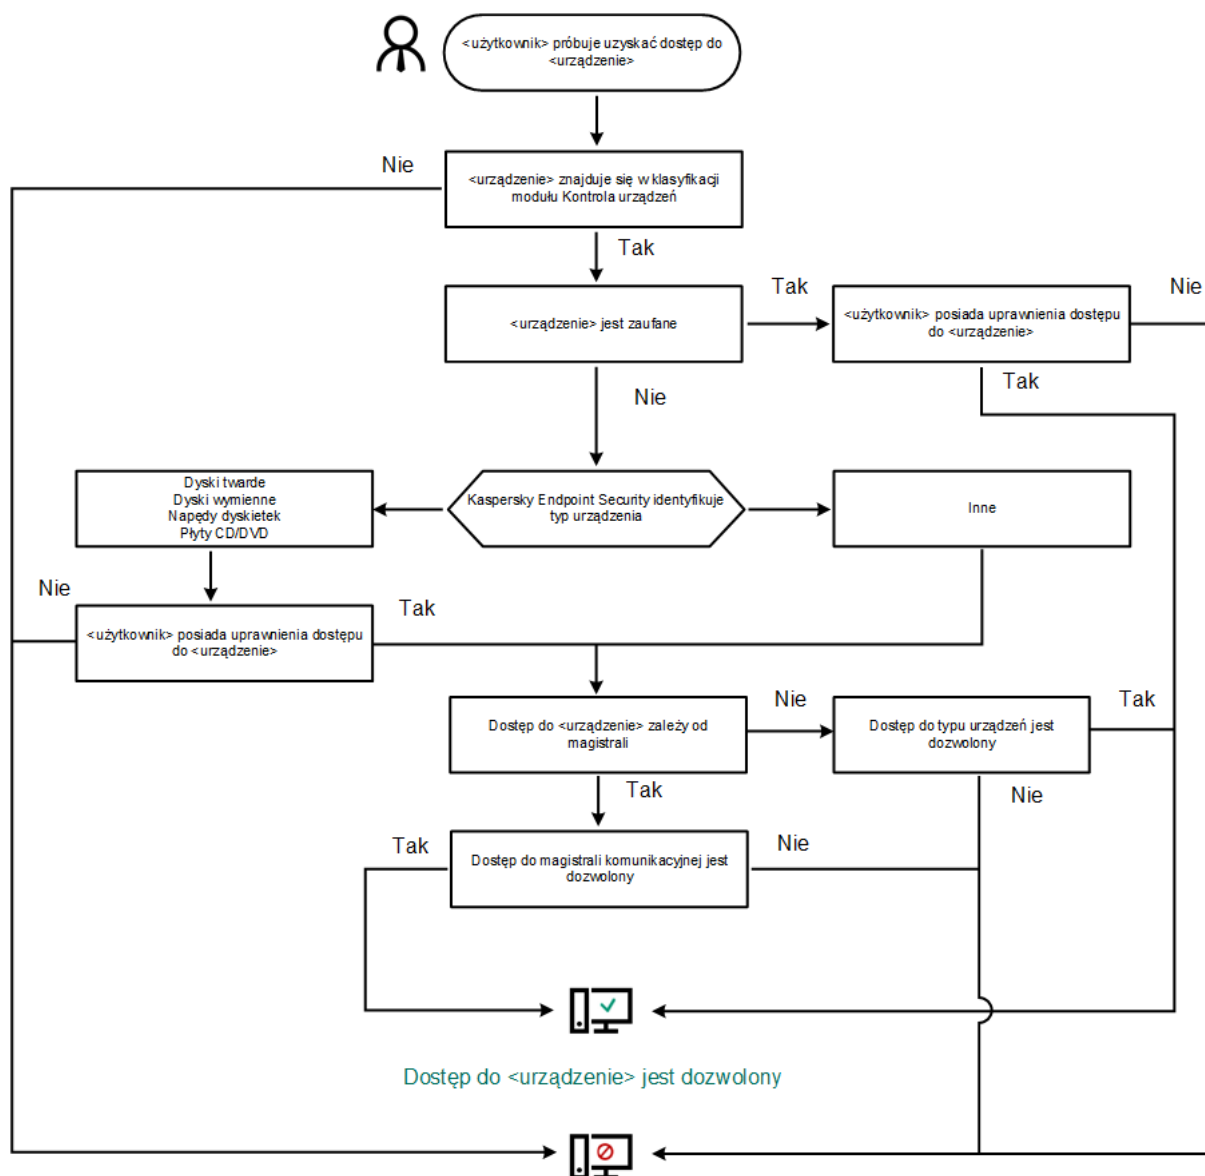 <użytkownik> próbuje uzyskać dostęp do
<urządzenie>
Nie
<urządzenie> znajduje się w klasyfikacji
modułu Kontrola urządzeń
Tak
<urządzenie> jest zaufane
Tak
<użytkownik> posiada uprawnienia dostępu
do <urządzenie>
Nie
Tak
Nie
Dyski twarde
Dyski wymienne
Napędy dyskietek
Płyty CD/DVD
Kaspersky Endpoint Security identyfikuje
typ urządzenia
Inne
Nie
<użytkownik> posiada uprawnienia dostępu
do <urządzenie>
Tak
Dostęp do <urządzenie> zależy od
magistrali
Nie
Dostęp do typu urządzeń jest
dozwolony
Tak
Tak
Nie
Tak
Dostęp do magistrali komunikacyjnej jest
dozwolony
Nie
Dostęp do <urządzenie> jest dozwolony